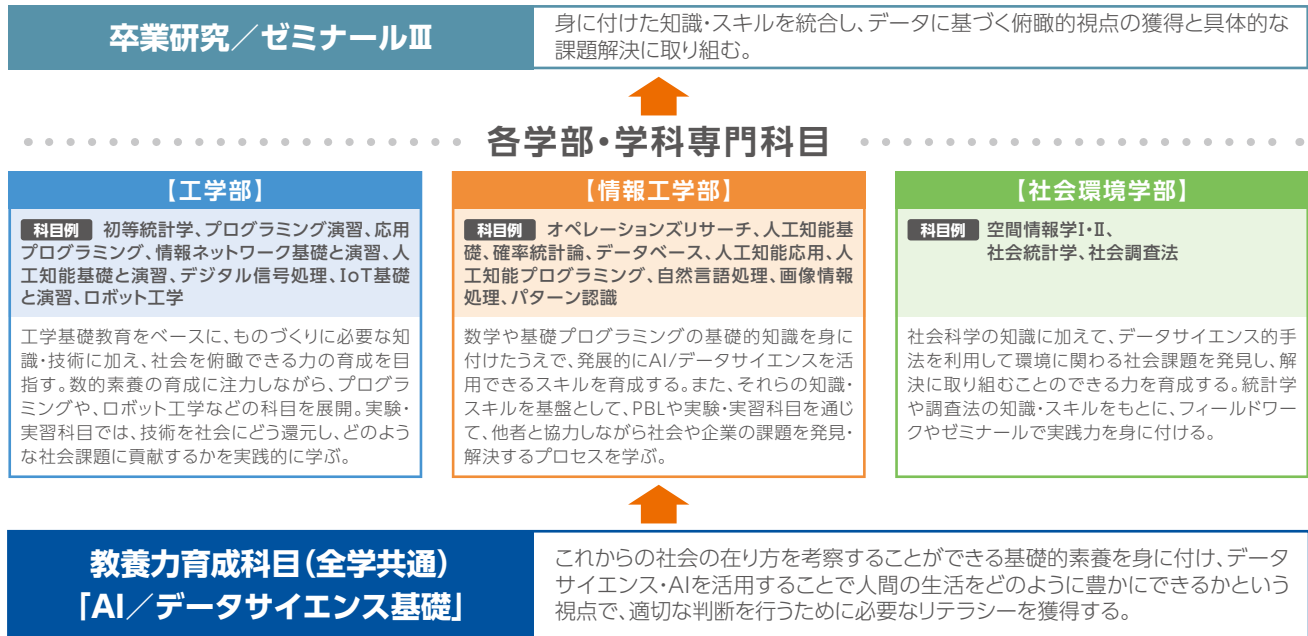 卒業研究／ゼミナールⅢ
身に付けた知識・スキルを統合し、データに基づく俯瞰的視点の獲得と具体的な
課題解決に取り組む。
各学部・学科専門科目
【工学部】
科目例 初等統計学、プログラミング演習、応用
プログラミング、情報ネットワーク基礎と演習、人
工知能基礎と演習、デジタル信号処理、IoT基礎
と演習、ロボット工学
工学基礎教育をベースに、ものづくりに必要な知
識・技術に加え、社会を俯瞰できる力の育成を目
指す。数的素養の育成に注力しながら、プログラ
ミングや、ロボット工学などの科目を展開。実験・
実習科目では、技術を社会にどう還元し、どのよう
な社会課題に貢献するかを実践的に学ぶ。
【情報工学部】
科目例 オペレーションズリサーチ、人工知能基
礎、確率統計論、データベース、人工知能応用、人
工知能プログラミング、自然言語処理、画像情報
処理、パターン認識
数学や基礎プログラミングの基礎的知識を身に
付けたうえで、発展的にAI/データサイエンスを活
用できるスキルを育成する。また、それらの知識・
スキルを基盤として、PBLや実験・実習科目を通じ
て、他者と協力しながら社会や企業の課題を発見・
解決するプロセスを学ぶ。
【社会環境学部】
科目例 空間情報学I・II、
社会統計学、社会調査法
社会科学の知識に加えて、データサイエンス的手
法を利用して環境に関わる社会課題を発見し、解
決に取り組むことのできる力を育成する。統計学
や調査法の知識・スキルをもとに、フィールドワー
クやゼミナールで実践力を身に付ける。
教養力育成科目（全学共通）
「AI／データサイエンス基礎」
これからの社会の在り方を考察することができる基礎的素養を身に付け、データ
サイエンス・AIを活用することで人間の生活をどのように豊かにできるかという
視点で、適切な判断を行うために必要なリテラシーを獲得する。